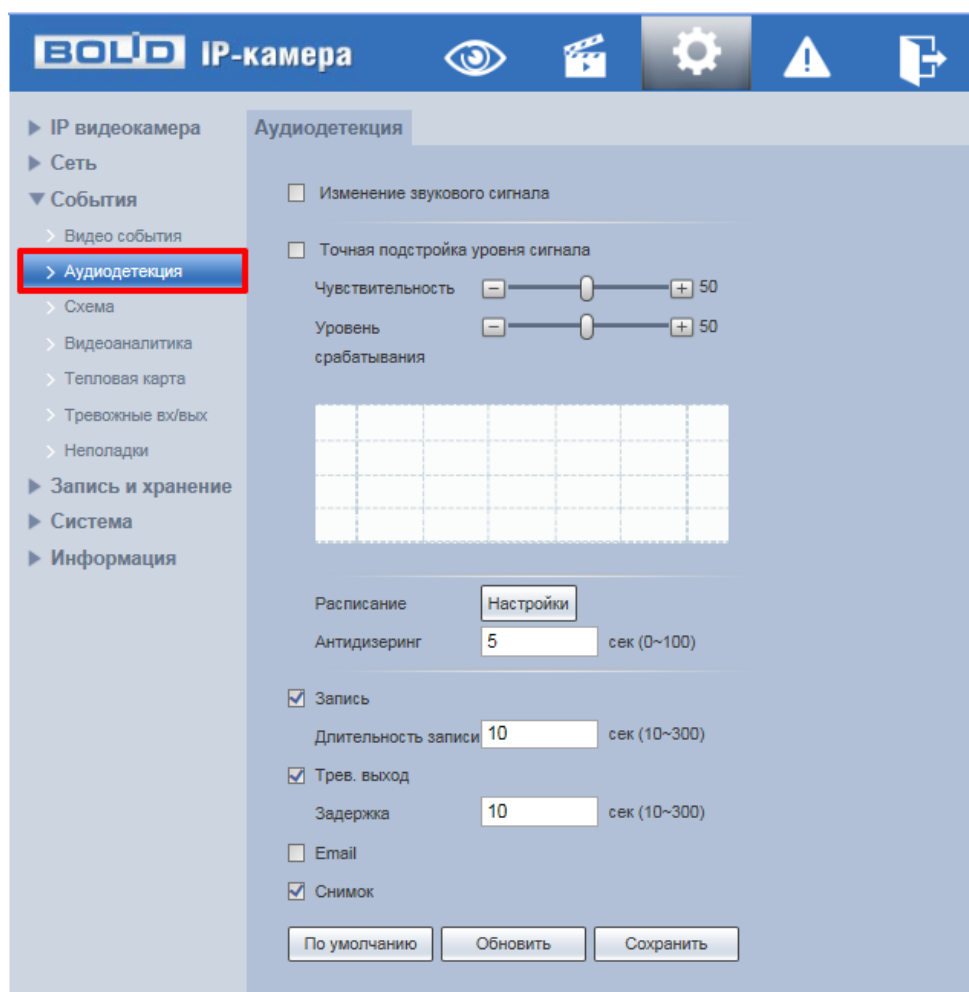 BOLID IP-камера
IP видеокамера
Сеть
События
Видео события
Аудиодетекция
Схема
Видеоаналитика
Тепловая карта
Тревожные вх/вых
Неполадки
Запись и хранение
Система
Информация
Аудиодетекция
Изменение звукового сигнала
Точная подстройка уровня сигнала
Чувствительность 50
Уровень 50
срабатывания
Расписание Настройки
Антидизеринг 5 сек (0~100)
Запись
Длительность записи 10 сек (10~300)
Трев. выход
Задержка 10 сек (10~300)
Email
Снимок
По умолчанию Обновить Сохранить